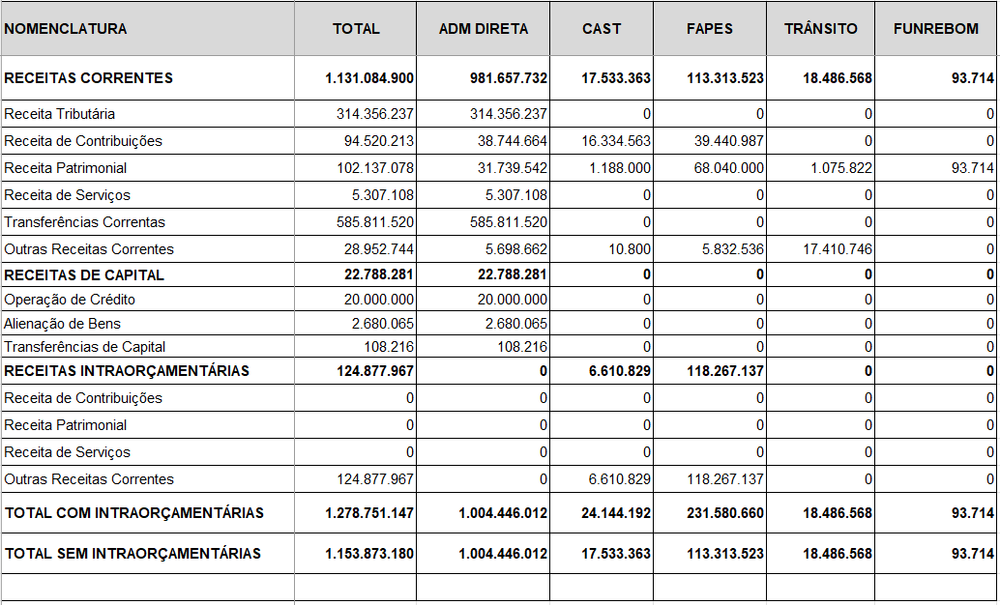 NOMENCLATURA TOTAL ADM DIRETA CAST FAPES TRÂNSITO FUNREBOM
RECEITAS CORRENTES 1.131.084.900 981.657.732 17.533.363 113.313.523 18.486.568 93.714
Receita Tributária 314.356.237 314.356.237 0 0 0 0
Receita de Contribuições 94.520.213 38.744.664 16.334.563 39.440.987 0 0
Receita Patrimonial 102.137.078 31.739.542 1.188.000 68.040.000 1.075.822 93.714
Receita de Serviços 5.307.108 5.307.108 0 0 0 0
Transferências Correntas 585.811.520 585.811.520 0 0 0 0
Outras Receitas Correntes 28.952.744 5.698.662 10.800 5.832.536 17.410.746 0
RECEITAS DE CAPITAL 22.788.281 22.788.281 0 0 0 0
Operação de Crédito 20.000.000 20.000.000 0 0 0 0
Alienação de Bens 2.680.065 2.680.065 0 0 0 0
Transferências de Capital 108.216 108.216 0 0 0 0
RECEITAS INTRAORÇAMENTÁRIAS 124.877.967 0 6.610.829 118.267.137 0 0
Receita de Contribuições 0 0 0 0 0 0
Receita Patrimonial 0 0 0 0 0 0
Receita de Serviços 0 0 0 0 0 0
Outras Receitas Correntes 124.877.967 0 6.610.829 118.267.137 0 0
TOTAL COM INTRAORÇAMENTÁRIAS 1.278.751.147 1.004.446.012 24.144.192 231.580.660 18.486.568 93.714
TOTAL SEM INTRAORÇAMENTÁRIAS 1.153.873.180 1.004.446.012 17.533.363 113.313.523 18.486.568 93.714